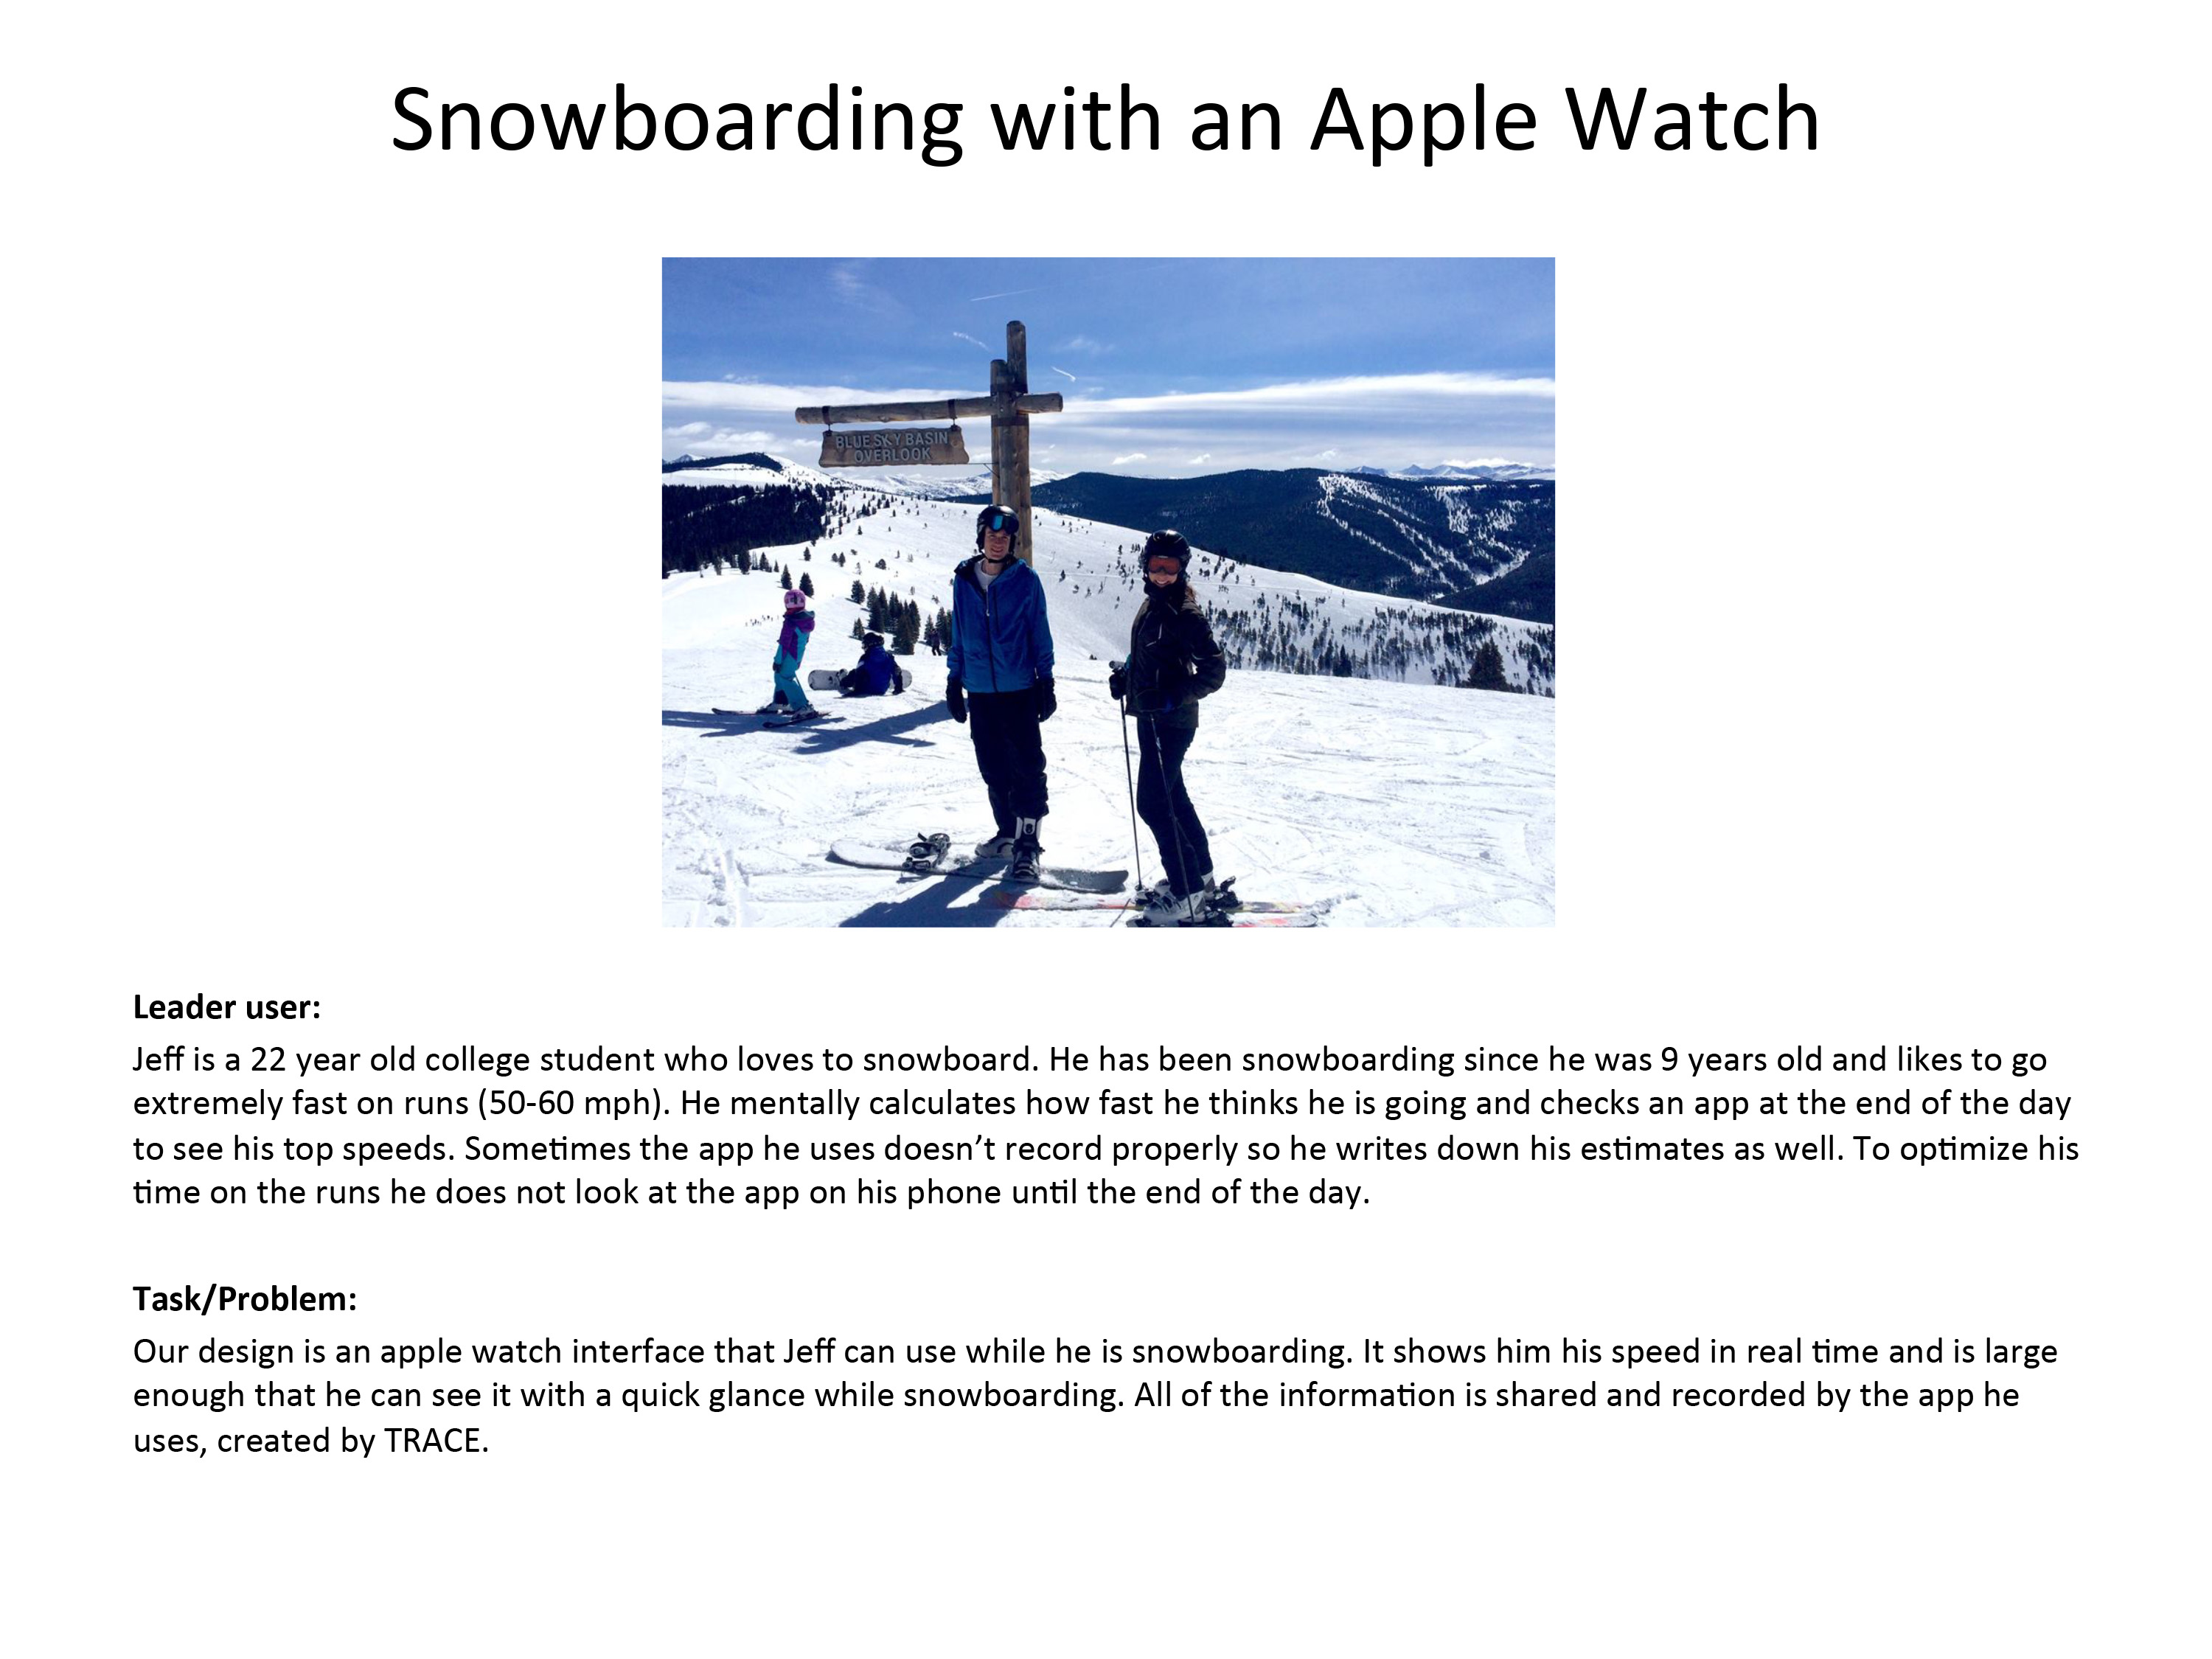 Snowboarding with an Apple Watch
BLUE SKY BASIN
OVERLOOK
Leader user:
Jeff is a 22 year old college student who loves to snowboard. He has been snowboarding since he was 9 years old and likes to go
extremely fast on runs (50-60 mph). He mentally calculates how fast he thinks he is going and checks an app at the end of the day
to see his top speeds. Sometimes the app he uses doesn’t record properly so he writes down his estimates as well. To optimize his
time on the runs he does not look at the app on his phone until the end of the day.
Task/Problem:
Our design is an apple watch interface that Jeff can use while he is snowboarding. It shows him his speed in real time and is large
enough that he can see it with a quick glance while snowboarding. All of the information is shared and recorded by the app he
uses, created by TRACE.